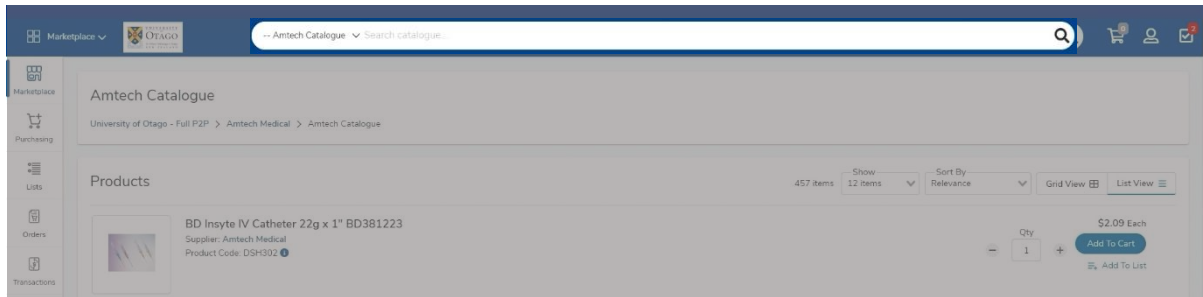 Marketplace
UNIVERSITY
OTAGO
-- Amtech Catalogue Search catalogue...
0
2
Marketplace
Purchasing
Lists
Orders
Transactions
Amtech Catalogue
University of Otago - Full P2P > Amtech Medical > Amtech Catalogue
Products
457 items
Show
12 items
Sort By
Relevance
Grid View
List View
BD Insyte IV Catheter 22g x 1" BD381223
Supplier: Amtech Medical
Product Code: DSH302
Qty
- 1 +
$2.09 Each
Add To Cart
Add To List